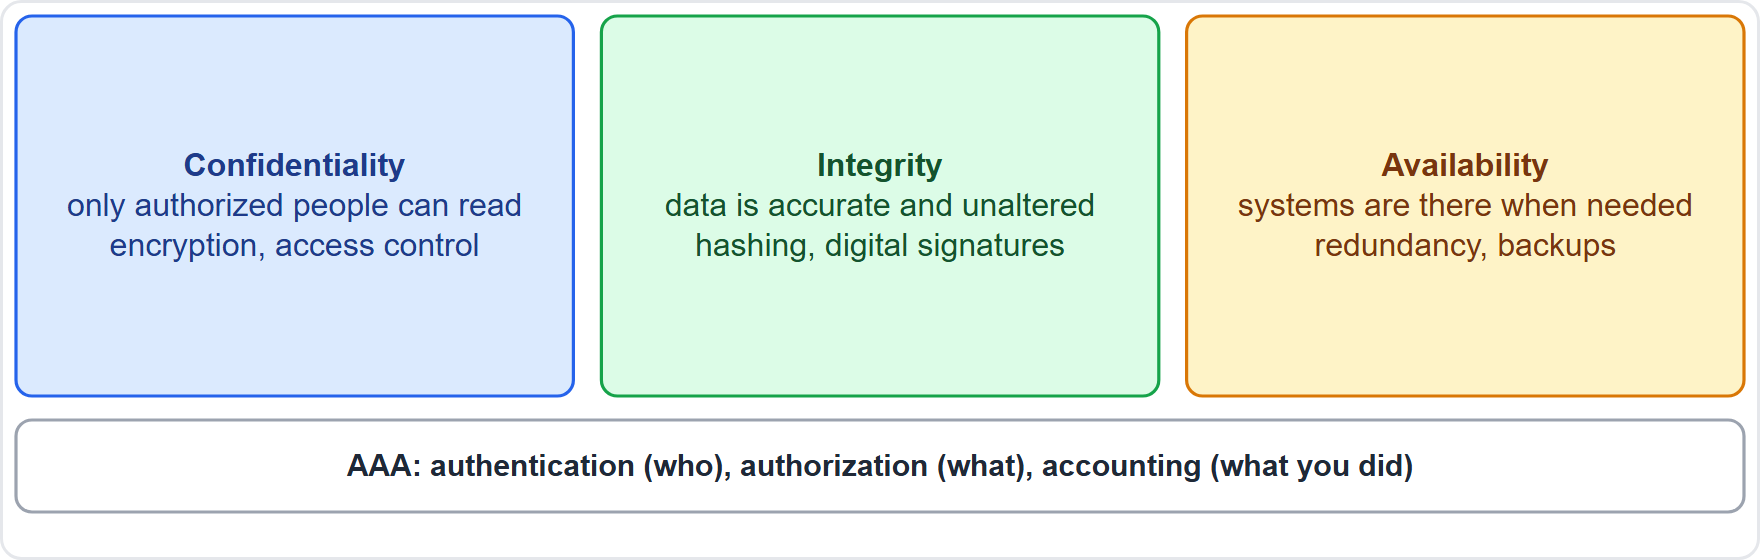 Confidentiality
only authorized people can read
encryption, access control
Integrity
data is accurate and unaltered
hashing, digital signatures
Availability
systems are there when needed
redundancy, backups
AAA: authentication (who), authorization (what), accounting (what you did)